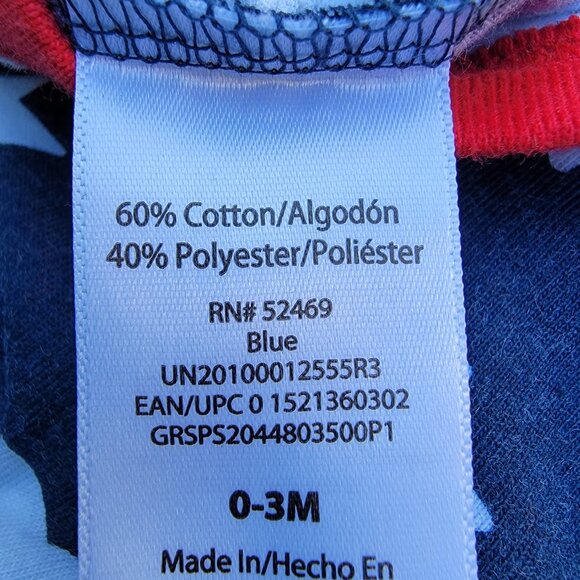 60% Cotton/Algodón
40% Polyester/Poliéster
RN# 52469
Blue
UN20100012555R3
EAN/UPC 0 1521360302
GRSPS2044803500P1
0-3M
Made In/Hecho En